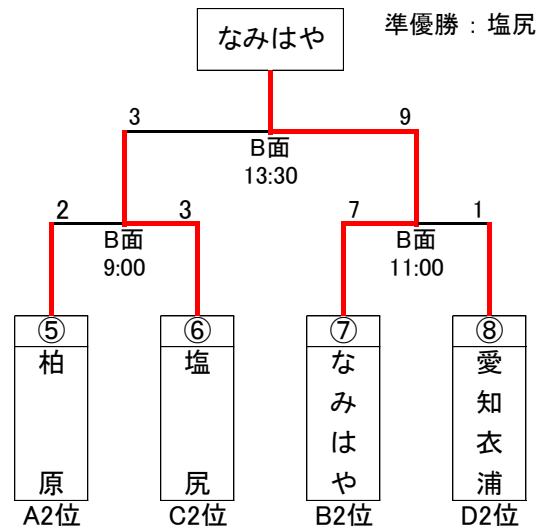 なみはや
準優勝：塩尻
3
9
B面
13:30
2
3
7
1
B面
9:00
B面
11:00
⑤
⑥
⑦
⑧
柏原
塩尻
なみはや
愛知衣浦
A2位
C2位
B2位
D2位